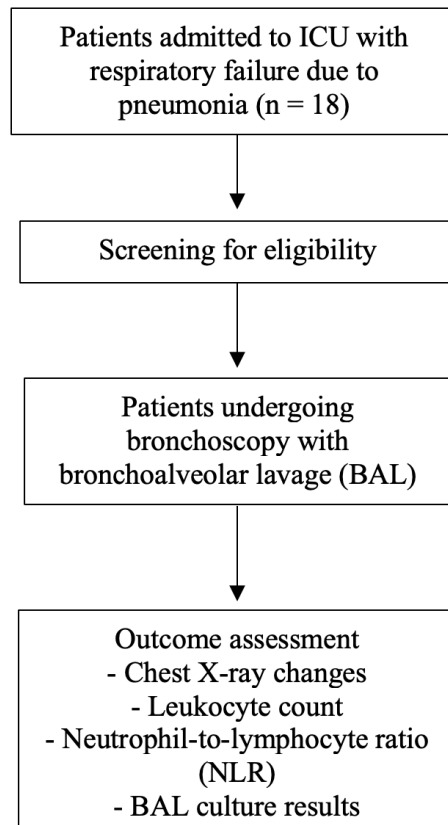 Patients admitted to ICU with
respiratory failure due to
pneumonia (n = 18)
Screening for eligibility
Patients undergoing
bronchoscopy with
bronchoalveolar lavage (BAL)
Outcome assessment
- Chest X-ray changes
- Leukocyte count
- Neutrophil-to-lymphocyte ratio
(NLR)
- BAL culture results